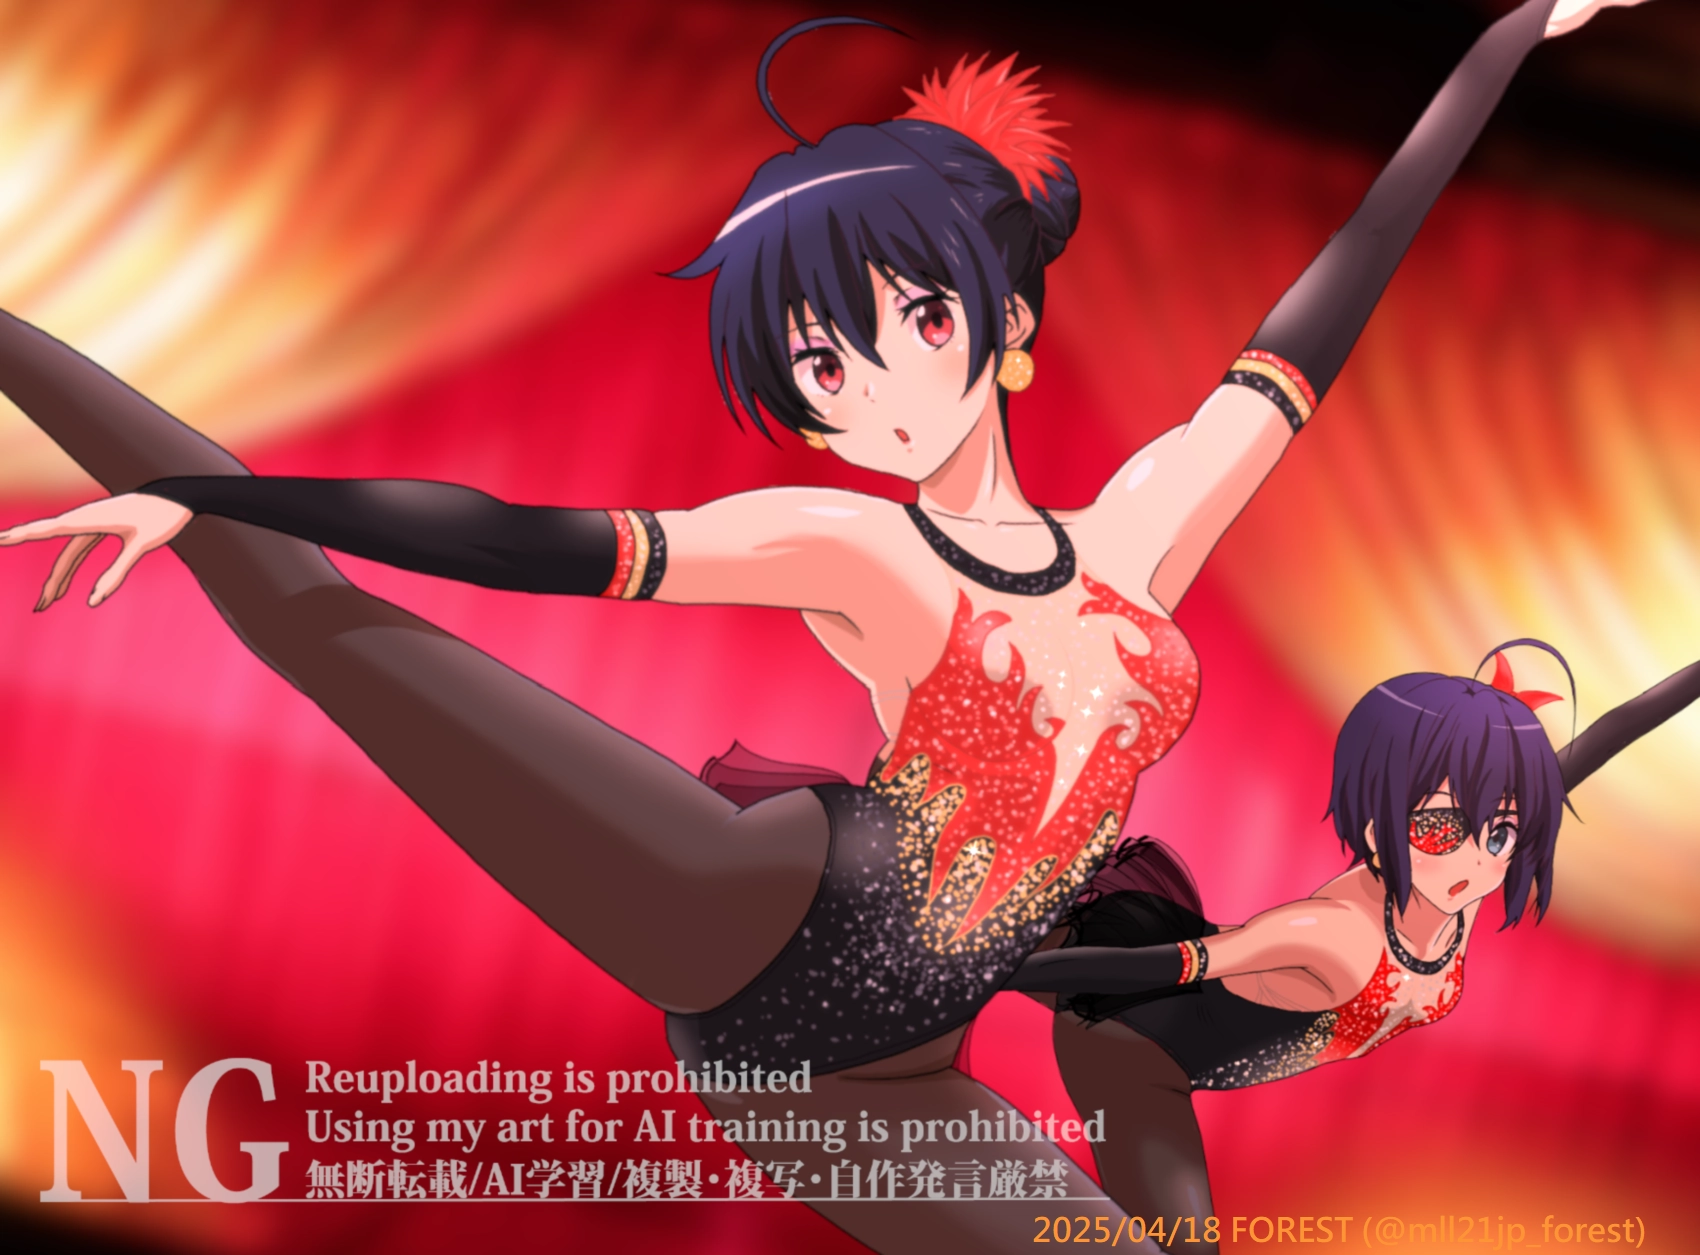 NG
Reuploading is prohibited
Using my art for AI training is prohibited
無断転載/AI学習/複製・複写・自作発言厳禁
2025/04/18 FOREST (@mll21jp_forest)